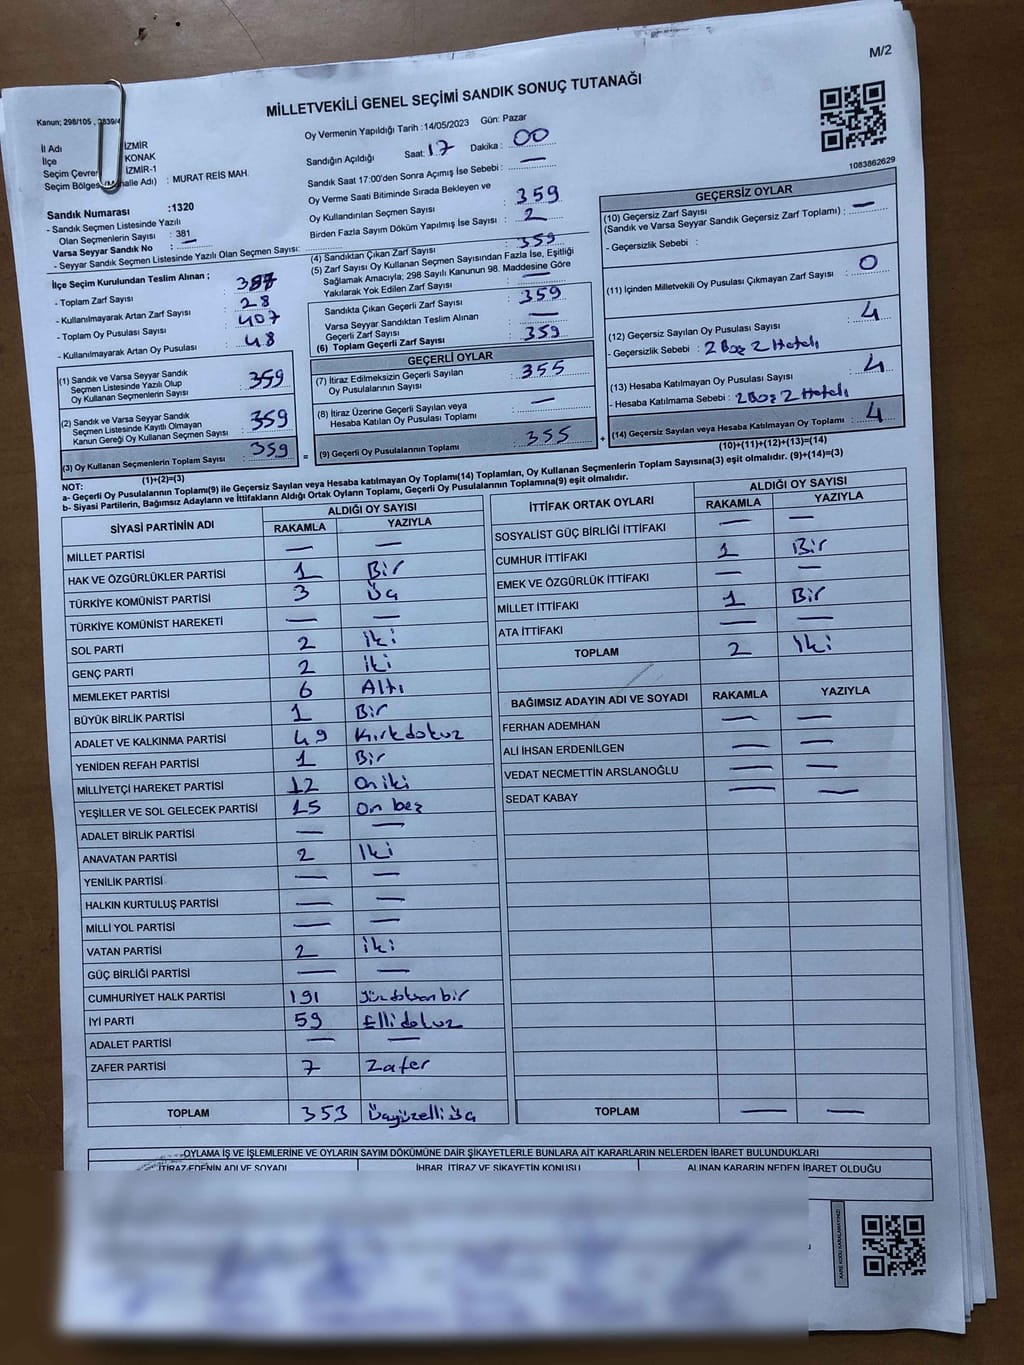 M/2
MİLLETVEKİLİ GENEL SEÇİMİ SANDIK SONUÇ TUTANAĞI
Kanun; 298/105 ,
İl Adı İZMİR
İlçe KONAK
Seçim Çevre İZMİR-1
Seçim Bölges (Mahalle Adı) : MURAT REİS MAH.
Oy Vermenin Yapıldığı Tarih :14/05/2023 Gün: Pazar
Sandığın Açıldığı Saat: 17 Dakika : 00
Sandık Saat 17:00'den Sonra Açımış İse Sebebi : —
Oy Verme Saati Bitiminde Sırada Bekleyen ve
Oy Kullandırılan Seçmen Sayısı : 359
Birden Fazla Sayım Döküm Yapılmış İse Sayısı : 2
1083862629
Sandık Numarası :1320
- Sandık Seçmen Listesinde Yazılı
Olan Seçmenlerin Sayısı : 381
Varsa Seyyar Sandık No : —
- Seyyar Sandık Seçmen Listesinde Yazılı Olan Seçmen Sayısı:
İlçe Seçim Kurulundan Teslim Alınan ;
- Toplam Zarf Sayısı : 387
- Kullanılmayarak Artan Zarf Sayısı : 28
- Toplam Oy Pusulası Sayısı : 407
- Kullanılmayarak Artan Oy Pusulası : 48
(1) Sandık ve Varsa Seyyar Sandık
Seçmen Listesinde Yazılı Olup
Oy Kullanan Seçmenlerin Sayısı : 359
(2) Sandık ve Varsa Seyyar Sandık
Seçmen Listesinde Kayıtlı Olmayan
Kanun Gereği Oy Kullanan Seçmen Sayısı : 359
(3) Oy Kullanan Seçmenlerin Toplam Sayısı : 359
(1)+(2)=(3)
(4) Sandıktan Çıkan Zarf Sayısı : 359
(5) Zarf Sayısı Oy Kullanan Seçmen Sayısından Fazla İse, Eşitliği
Sağlamak Amacıyla; 298 Sayılı Kanunun 98. Maddesine Göre
Yakılarak Yok Edilen Zarf Sayısı : —
Sandıkta Çıkan Geçerli Zarf Sayısı : 359
Varsa Seyyar Sandıktan Teslim Alınan
Geçerli Zarf Sayısı : —
(6) Toplam Geçerli Zarf Sayısı : 359
GEÇERLİ OYLAR
(7) İtiraz Edilmeksizin Geçerli Sayılan
Oy Pusulalarının Sayısı : 355
(8) İtiraz Üzerine Geçerli Sayılan veya
Hesaba Katılan Oy Pusulası Toplamı : —
= (9) Geçerli Oy Pusulalarının Toplamı : 355
GEÇERSİZ OYLAR
(10) Geçersiz Zarf Sayısı
(Sandık ve Varsa Seyyar Sandık Geçersiz Zarf Toplamı) : —
- Geçersizlik Sebebi :
(11) İçinden Milletvekili Oy Pusulası Çıkmayan Zarf Sayısı : 0
(12) Geçersiz Sayılan Oy Pusulası Sayısı : 4
- Geçersizlik Sebebi : 2 Boş 2 Hatalı
(13) Hesaba Katılmayan Oy Pusulası Sayısı : 4
- Hesaba Katılmama Sebebi : 2 Boş 2 Hatalı
+ (14) Geçersiz Sayılan veya Hesaba Katılmayan Oy Toplamı : 4
(10)+(11)+(12)+(13)=(14)
NOT:
a- Geçerli Oy Pusulalarının Toplamı(9) ile Geçersiz Sayılan veya Hesaba katılmayan Oy Toplamı(14) Toplamları, Oy Kullanan Seçmenlerin Toplam Sayısına(3) eşit olmalıdır. (9)+(14)=(3)
b- Siyasi Partilerin, Bağımsız Adayların ve İttifakların Aldığı Ortak Oyların Toplamı, Geçerli Oy Pusulalarının Toplamına(9) eşit olmalıdır.
SİYASİ PARTİNİN ADI ALDIĞI OY SAYISI
RAKAMLA YAZIYLA
MİLLET PARTİSİ — —
HAK VE ÖZGÜRLÜKLER PARTİSİ 1 Bir
TÜRKİYE KOMÜNİST PARTİSİ 3 Üç
TÜRKİYE KOMÜNİST HAREKETİ — —
SOL PARTİ 2 iki
GENÇ PARTİ 2 iki
MEMLEKET PARTİSİ 6 Altı
BÜYÜK BİRLİK PARTİSİ 1 Bir
ADALET VE KALKINMA PARTİSİ 49 Kırkdokuz
YENİDEN REFAH PARTİSİ 1 Bir
MİLLİYETÇİ HAREKET PARTİSİ 12 On iki
YEŞİLLER VE SOL GELECEK PARTİSİ 15 on beş
ADALET BİRLİK PARTİSİ — —
ANAVATAN PARTİSİ 2 Iki
YENİLİK PARTİSİ — —
HALKIN KURTULUŞ PARTİSİ — —
MİLLİ YOL PARTİSİ — —
VATAN PARTİSİ 2 iki
GÜÇ BİRLİĞİ PARTİSİ — —
CUMHURİYET HALK PARTİSİ 191 yüzdoksanbir
İYİ PARTİ 59 Ellidokuz
ADALET PARTİSİ — —
ZAFER PARTİSİ 7 Zafer
TOPLAM 353 Üçyüzelli üç
İTTİFAK ORTAK OYLARI ALDIĞI OY SAYISI
RAKAMLA YAZIYLA
SOSYALİST GÜÇ BİRLİĞİ İTTİFAKI — —
CUMHUR İTTİFAKI 1 Bir
EMEK VE ÖZGÜRLÜK İTTİFAKI — —
MİLLET İTTİFAKI 1 Bir
ATA İTTİFAKI — —
TOPLAM 2 Iki
BAĞIMSIZ ADAYIN ADI VE SOYADI RAKAMLA YAZIYLA
FERHAN ADEMHAN — —
ALİ İHSAN ERDENİLGEN — —
VEDAT NECMETTİN ARSLANOĞLU — —
SEDAT KABAY — —
TOPLAM — —
OYLAMA İŞ VE İŞLEMLERİNE VE OYLARIN SAYIM DÖKÜMÜNE DAİR ŞİKAYETLERLE BUNLARA AİT KARARLARIN NELERDEN İBARET BULUNDUKLARI
İTİRAZ EDENİN ADI VE SOYADI İHBAR, İTİRAZ VE ŞİKAYETİN KONUSU ALINAN KARARIN NEDEN İBARET OLDUĞU
KARE KODU KARALAMAYINIZ!